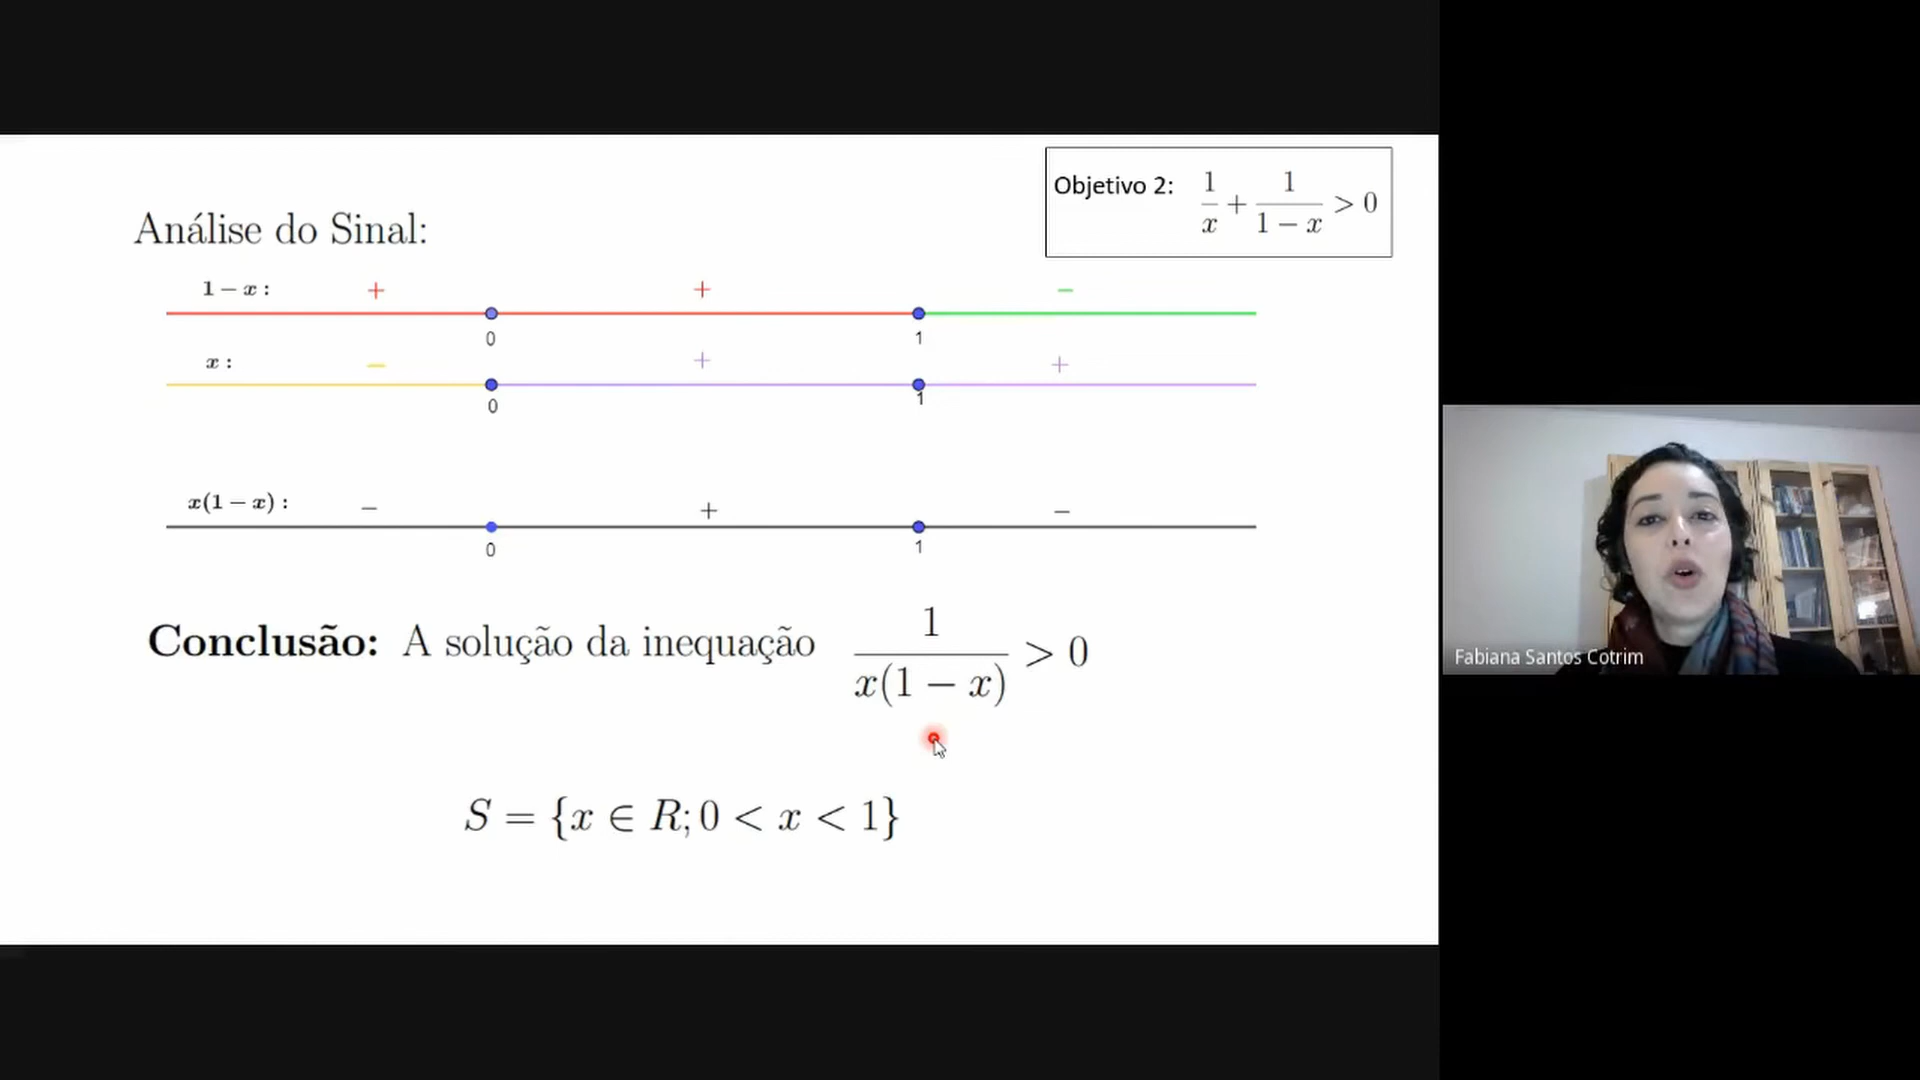 Objetivo 2: 1/x + 1/(1 − x) > 0
Análise do Sinal:
1 − x : + + −
0 1
x : − + +
0 1
x(1 − x) : − + −
0 1
Conclusão: A solução da inequação 1/(x(1 − x)) > 0
S = {x ∈ R; 0 < x < 1}
Fabiana Santos Cotrim